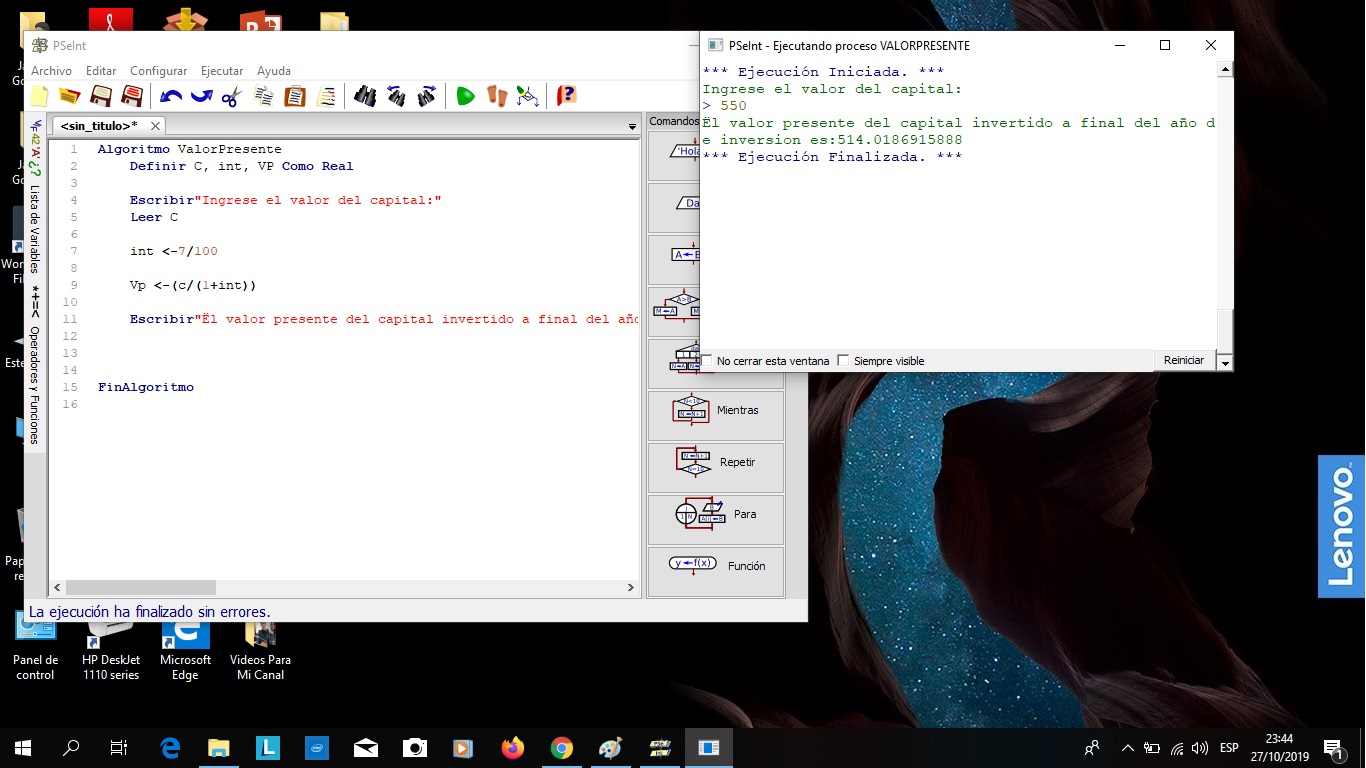 PSeInt
Archivo Editar Configurar Ejecutar Ayuda
<sin_titulo>*
1 Algoritmo ValorPresente
2 Definir C, int, VP Como Real
3
4 Escribir"Ingrese el valor del capital:"
5 Leer C
6
7 int <-7/100
8
9 Vp <-(c/(1+int))
10
11 Escribir"Ël valor presente del capital invertido a final del año
12
13
14
15 FinAlgoritmo
16
Lista de Variables
*+=< Operadores y Funciones
Comandos
'Hola
A←B
Mientras
Repetir
Para
y←f(x) Función
La ejecución ha finalizado sin errores.
PSeInt - Ejecutando proceso VALORPRESENTE
*** Ejecución Iniciada. ***
Ingrese el valor del capital:
> 550
Ël valor presente del capital invertido a final del año d
e inversion es:514.0186915888
*** Ejecución Finalizada. ***
No cerrar esta ventana
Siempre visible
Reiniciar
Panel de
control
HP DeskJet
1110 series
Microsoft
Edge
Videos Para
Mi Canal
Lenovo
ESP
23:44
27/10/2019
1